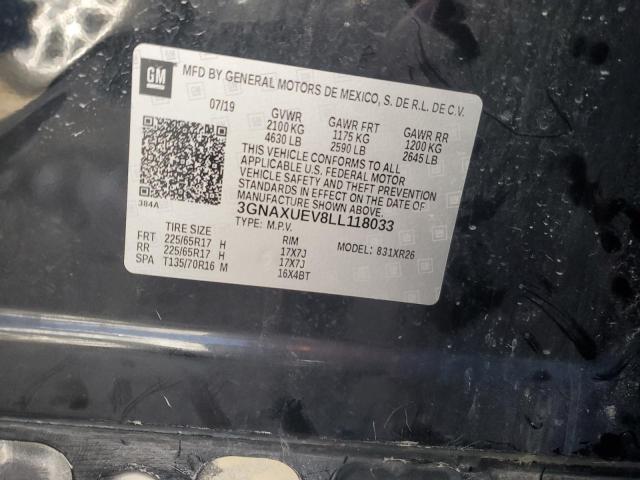 GM
MFD BY GENERAL MOTORS DE MEXICO, S. DE R.L. DE C.V.
07/19 GVWR GAWR FRT GAWR RR
2100 KG 1175 KG 1200 KG
4630 LB 2590 LB 2645 LB
THIS VEHICLE CONFORMS TO ALL
APPLICABLE U.S. FEDERAL MOTOR
VEHICLE SAFETY AND THEFT PREVENTION
STANDARDS IN EFFECT ON THE DATE OF
MANUFACTURE SHOWN ABOVE.
384A 3GNAXUEV8LL118033
TYPE: M.P.V.
TIRE SIZE RIM MODEL: 831XR26
FRT 225/65R17 H 17X7J
RR 225/65R17 H 17X7J
SPA T135/70R16 M 16X4BT